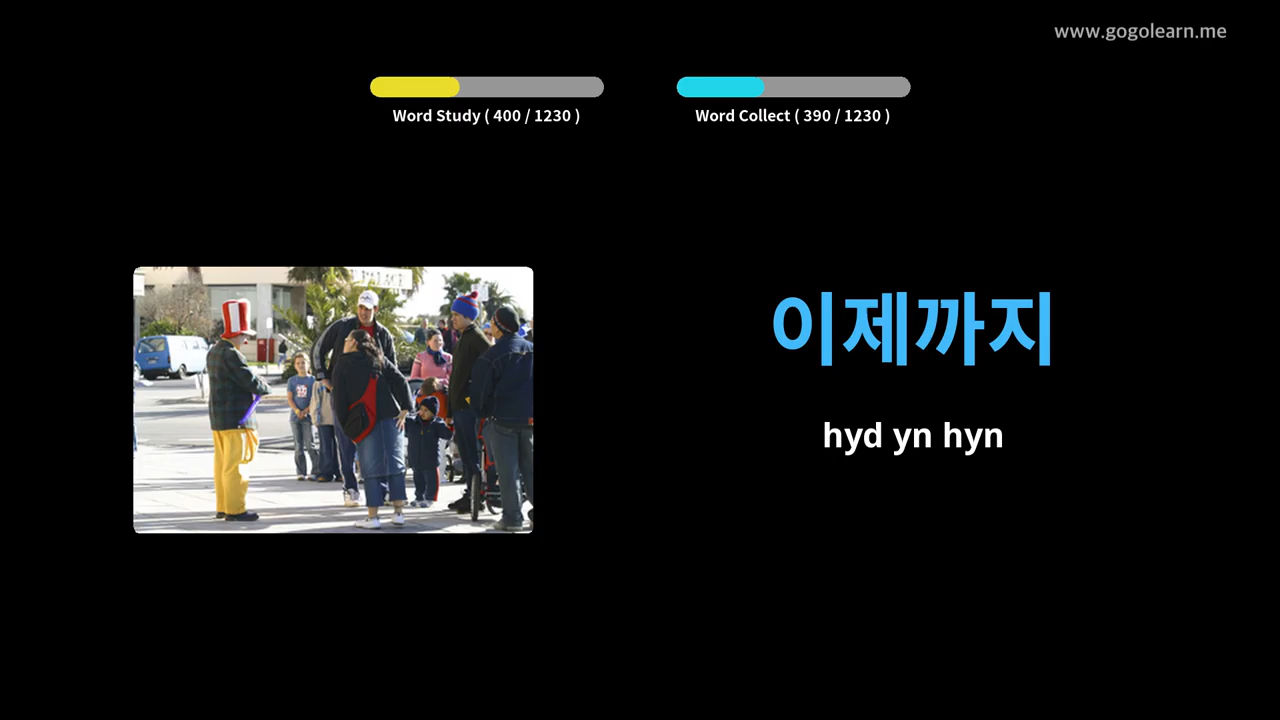 www.gogolearn.me
Word Study ( 400 / 1230 )
Word Collect ( 390 / 1230 )
이제까지
hyd yn hyn